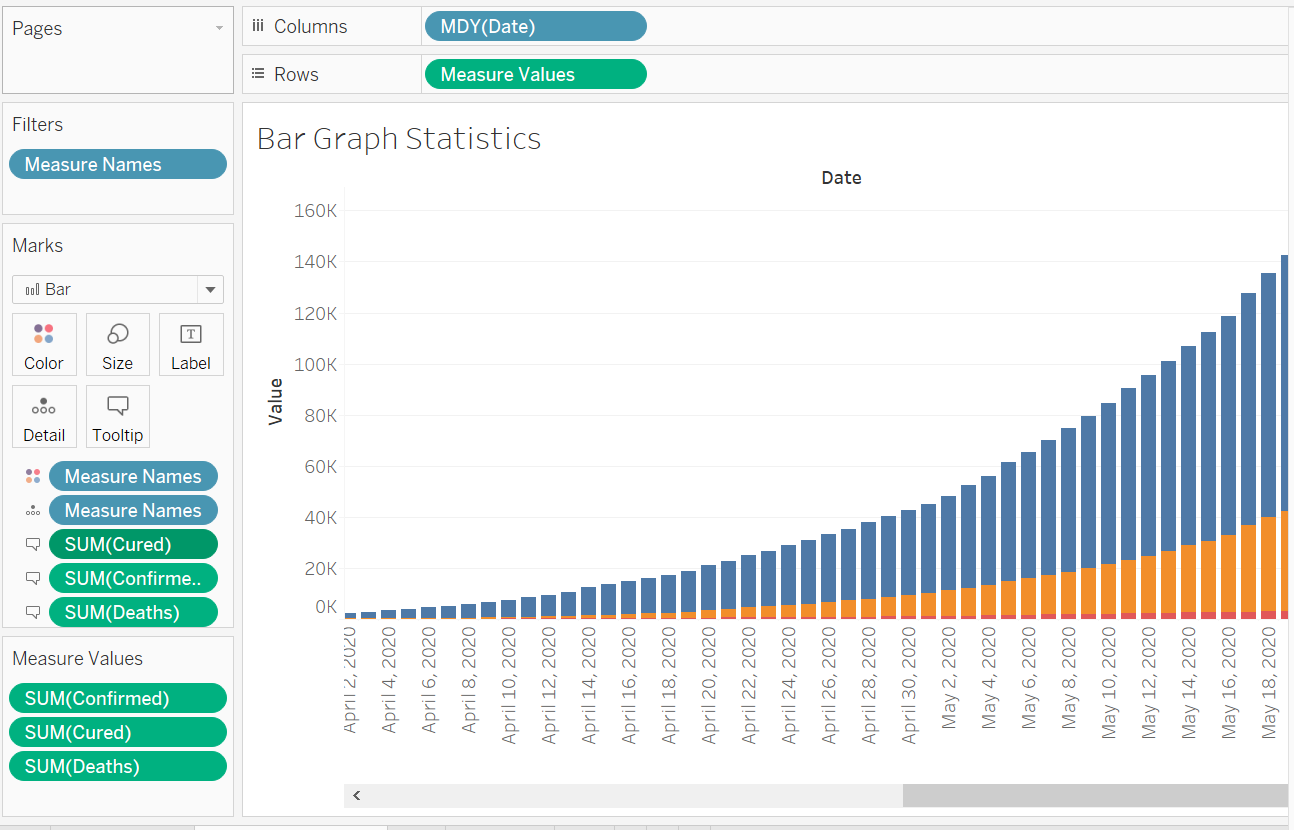 Pages
Columns
MDY(Date)
Rows
Measure Values
Filters
Measure Names
Marks
Bar
Color
Size
T
Label
Detail
Tooltip
Measure Names
Measure Names
SUM(Cured)
SUM(Confirme..
SUM(Deaths)
Measure Values
SUM(Confirmed)
SUM(Cured)
SUM(Deaths)
Bar Graph Statistics
Date
Value
160K
140K
120K
100K
80K
60K
40K
20K
0K
April 2, 2020
April 4, 2020
April 6, 2020
April 8, 2020
April 10, 2020
April 12, 2020
April 14, 2020
April 16, 2020
April 18, 2020
April 20, 2020
April 22, 2020
April 24, 2020
April 26, 2020
April 28, 2020
April 30, 2020
May 2, 2020
May 4, 2020
May 6, 2020
May 8, 2020
May 10, 2020
May 12, 2020
May 14, 2020
May 16, 2020
May 18, 2020